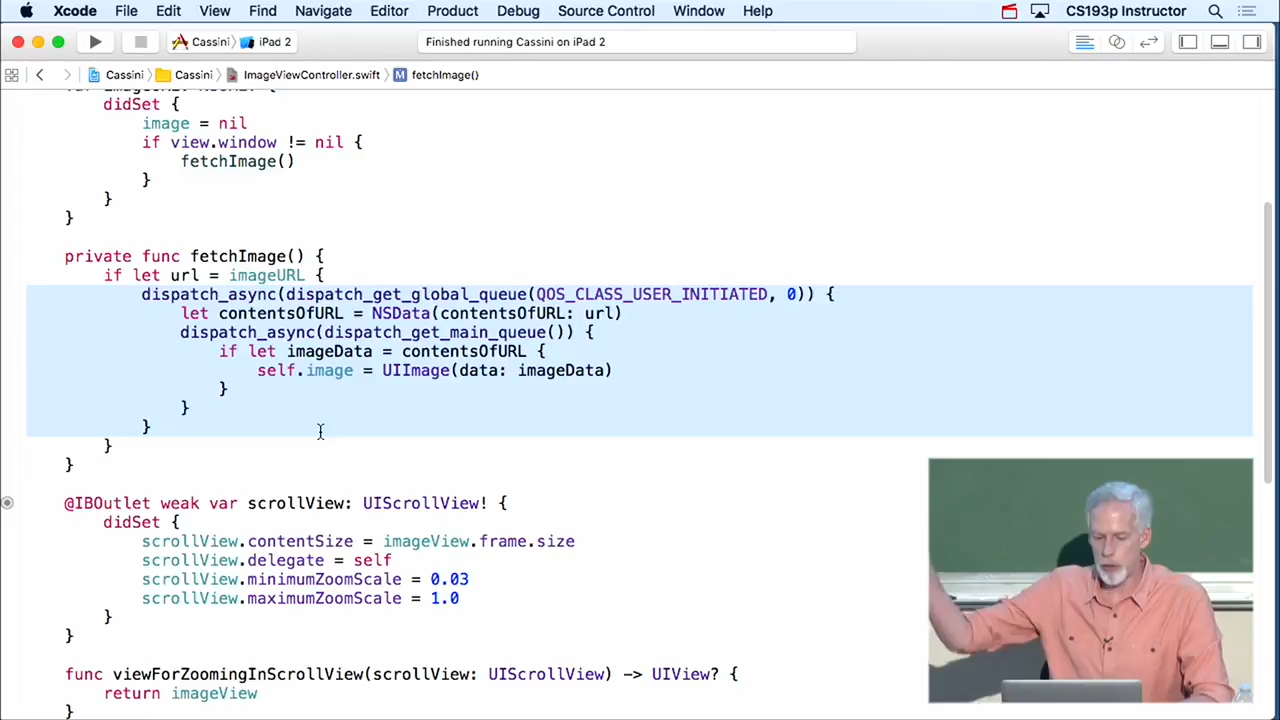 Xcode File Edit View Find Navigate Editor Product Debug Source Control Window Help CS193p Instructor
Cassini iPad 2 Finished running Cassini on iPad 2
Cassini Cassini ImageViewController.swift M fetchImage()
didSet {
image = nil
if view.window != nil {
fetchImage()
}
}
}
private func fetchImage() {
if let url = imageURL {
dispatch_async(dispatch_get_global_queue(QOS_CLASS_USER_INITIATED, 0)) {
let contentsOfURL = NSData(contentsOfURL: url)
dispatch_async(dispatch_get_main_queue()) {
if let imageData = contentsOfURL {
self.image = UIImage(data: imageData)
}
}
}
}
}
@IBOutlet weak var scrollView: UIScrollView! {
didSet {
scrollView.contentSize = imageView.frame.size
scrollView.delegate = self
scrollView.minimumZoomScale = 0.03
scrollView.maximumZoomScale = 1.0
}
}
func viewForZoomingInScrollView(scrollView: UIScrollView) -> UIView? {
return imageView
}